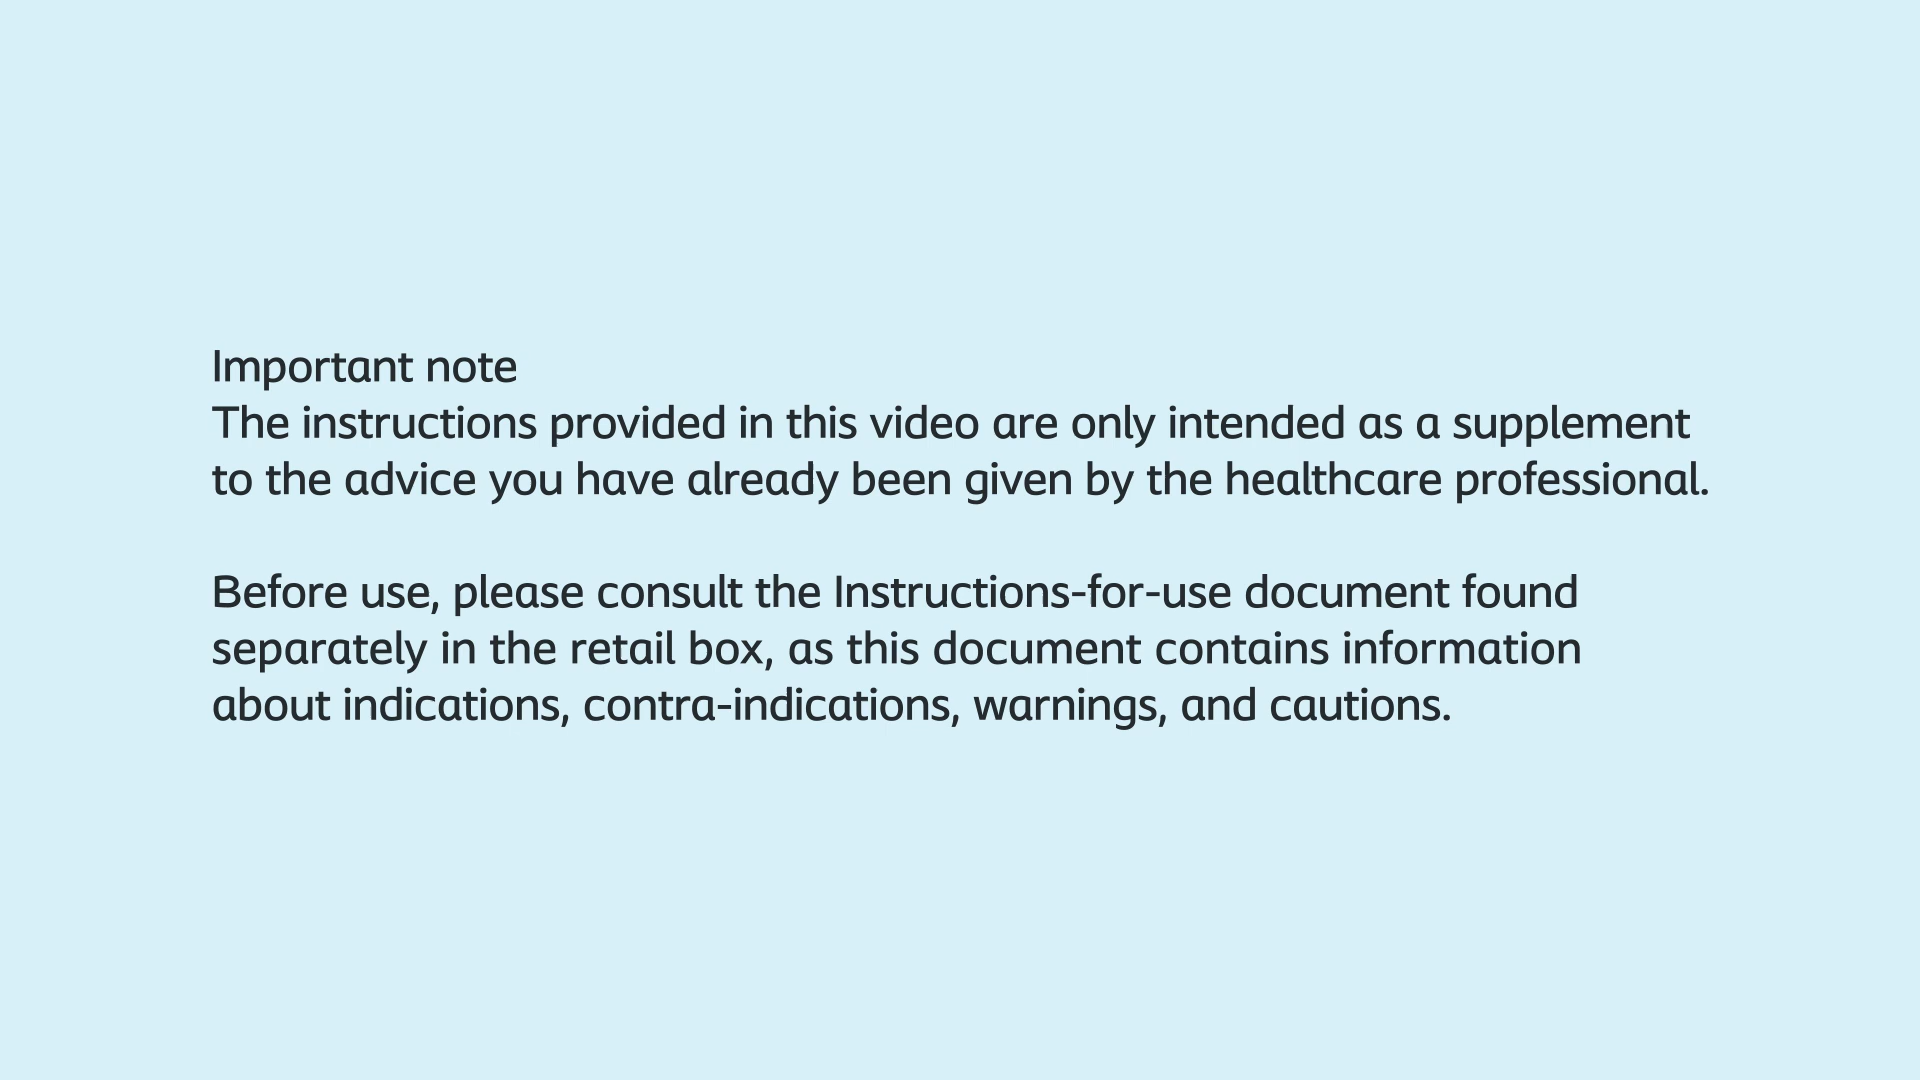 Important note
The instructions provided in this video are only intended as a supplement
to the advice you have already been given by the healthcare professional.
Before use, please consult the Instructions-for-use document found
separately in the retail box, as this document contains information
about indications, contra-indications, warnings, and cautions.